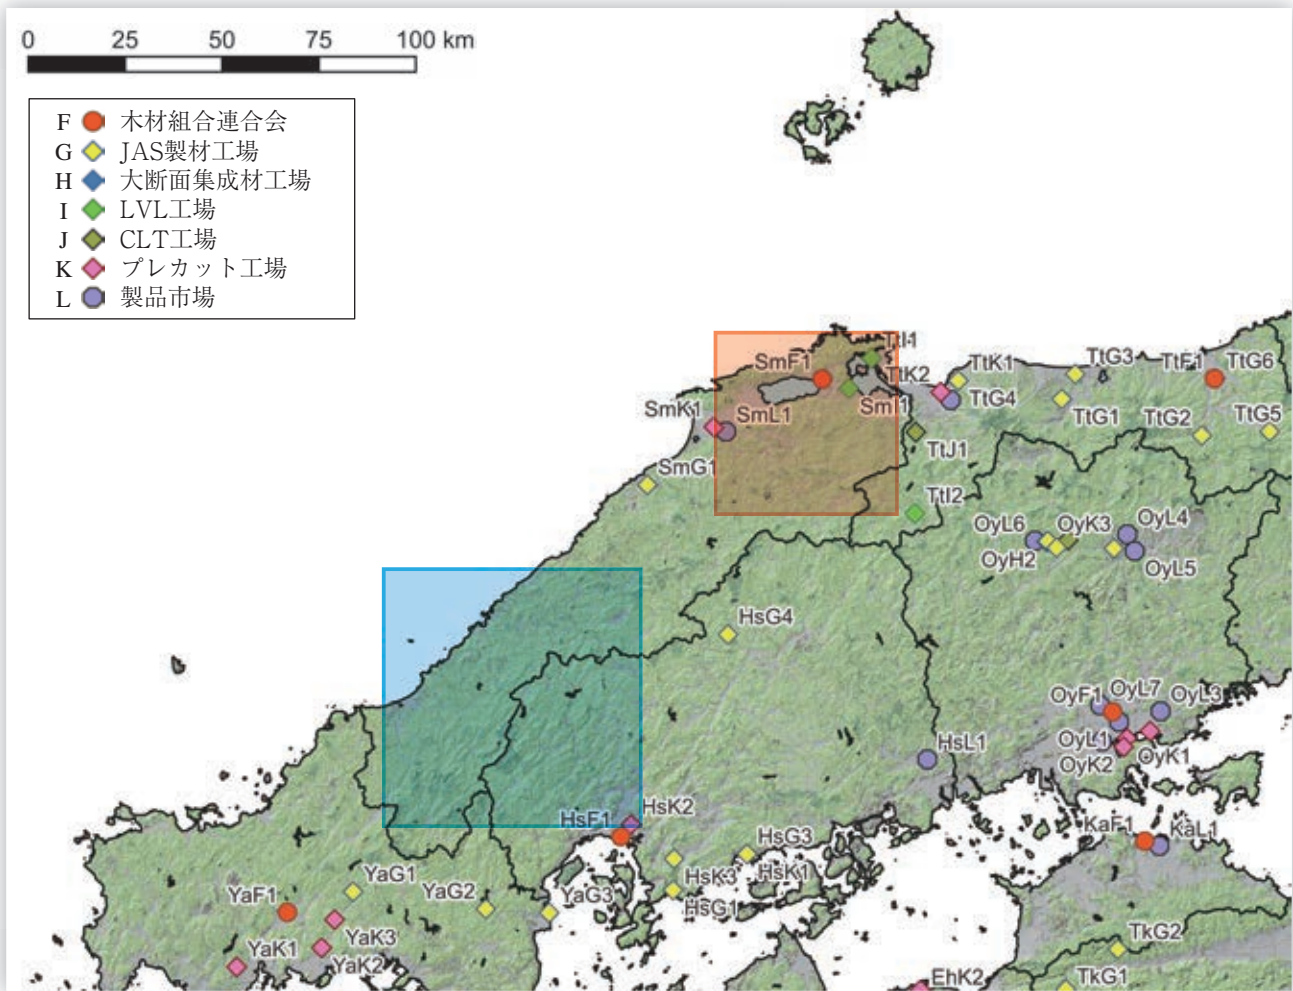 0 25 50 75 100 km
F 木材組合連合会
G JAS製材工場
H 大断面集成材工場
I LVL工場
J CLT工場
K プレカット工場
L 製品市場
TtI1
SmF1
TtK2
TtK1
TtG3
TtF1
TtG6
SmK1
SmL1
SmI1
TtG4
TtG1
TtG2
TtG5
TtJ1
SmG1
TtI2
OyL6
OyK3
OyL4
OyH2
OyL5
HsG4
OyF1
OyL7
OyL3
HsL1
OyL1
OyK1
OyK2
HsK2
HsF1
KaF1
KaL1
HsG3
HsK3
HsK1
HsG1
YaG1
YaG2
YaG3
YaF1
YaK3
YaK1
YaK2
TkG2
EhK2
TkG1